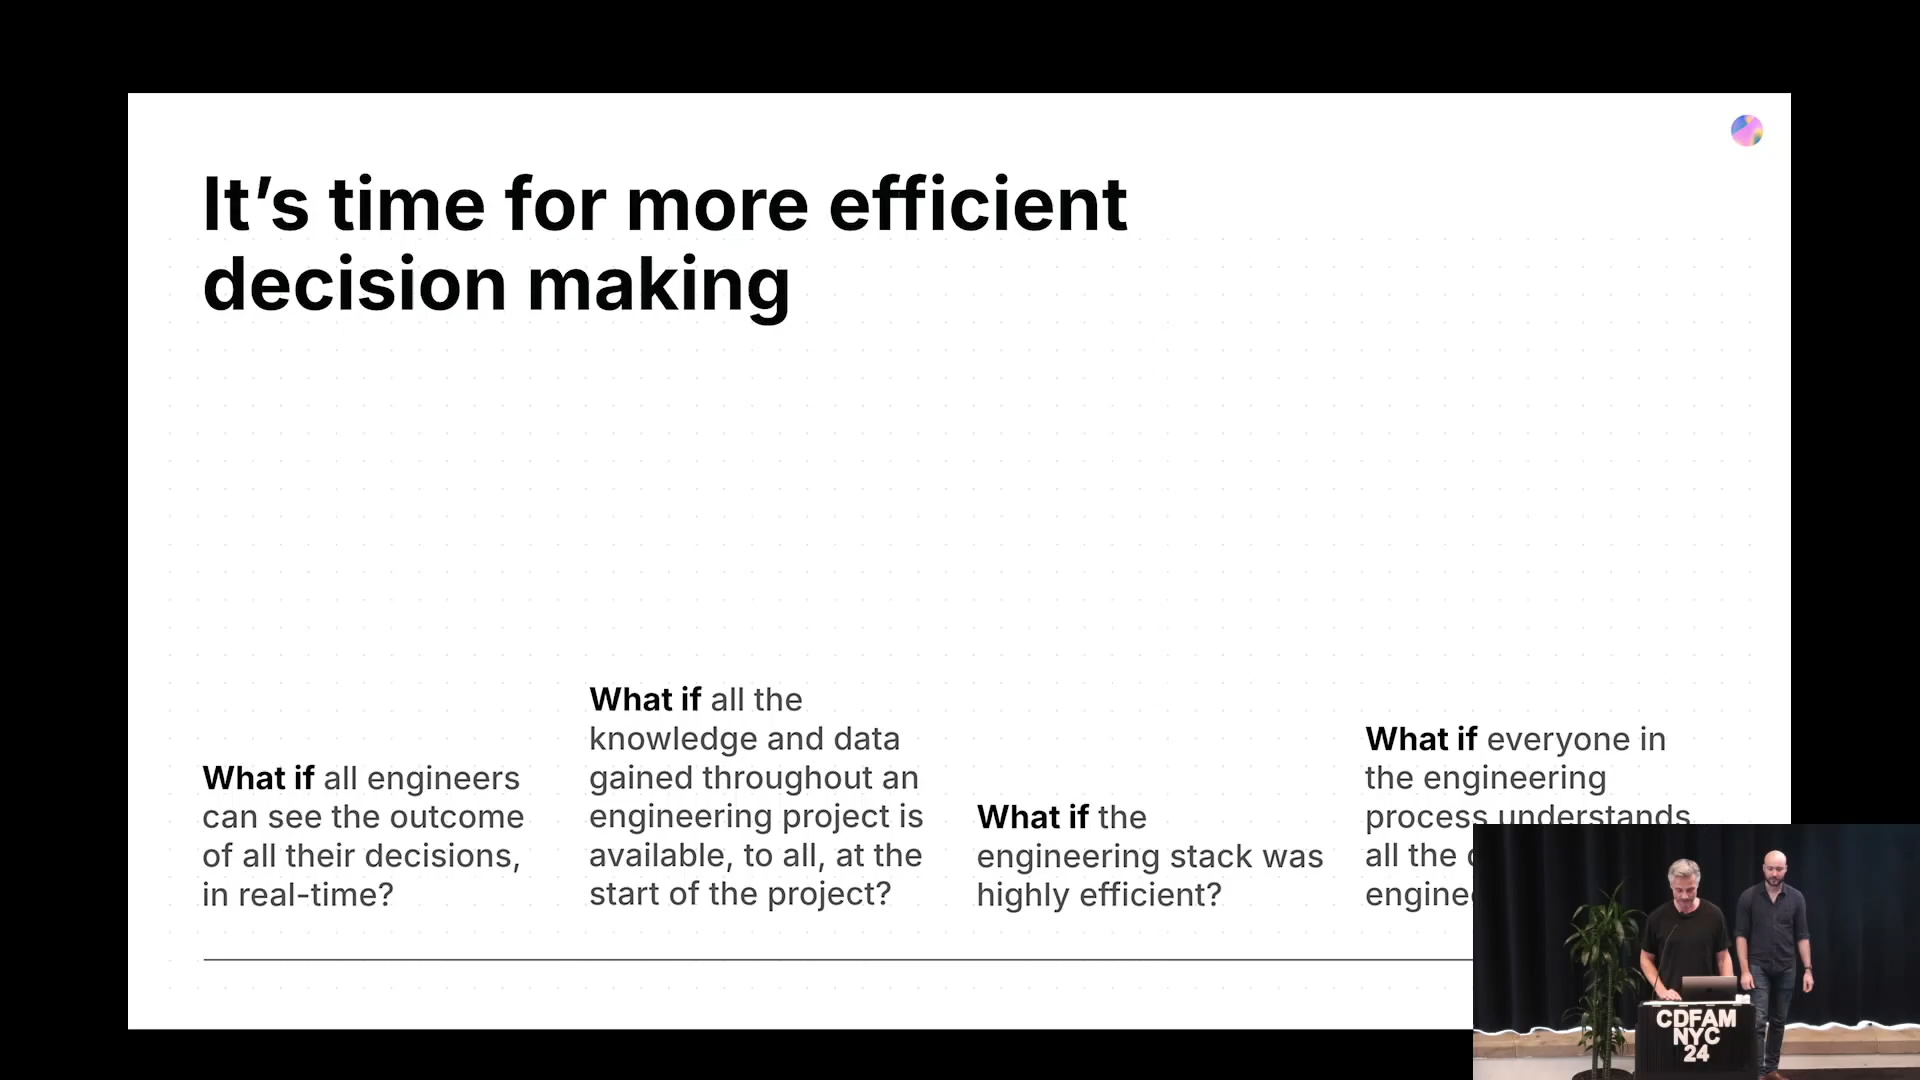 It’s time for more efficient
decision making
What if all engineers
can see the outcome
of all their decisions,
in real-time?
What if all the
knowledge and data
gained throughout an
engineering project is
available, to all, at the
start of the project?
What if the
engineering stack was
highly efficient?
What if everyone in
the engineering
process understands
all the
CDFAM
NYC
24